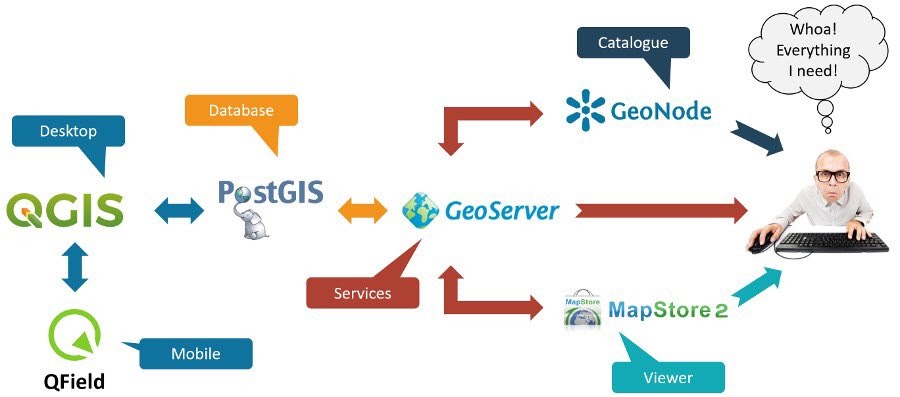 Desktop
QGIS
Mobile
QField
Database
PostGIS
Services
GeoServer
Catalogue
GeoNode
MapStore
MapStore 2
Viewer
Whoa!
Everything
I need!